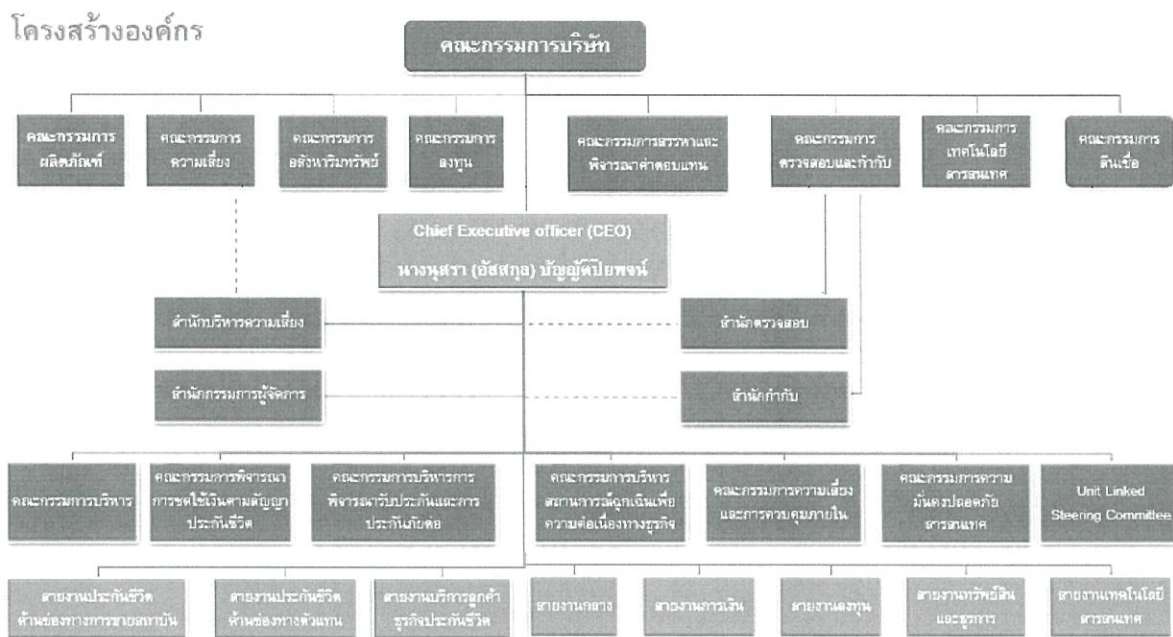 โครงสร้างองค์กร
คณะกรรมการบริษัท
คณะกรรมการ
ผลิตภัณฑ์
คณะกรรมการ
ความเสี่ยง
คณะกรรมการ
อสังหาริมทรัพย์
คณะกรรมการ
ลงทุน
คณะกรรมการสรรหาและ
พิจารณาค่าตอบแทน
คณะกรรมการ
ตรวจสอบและกำกับ
คณะกรรมการ
เทคโนโลยี
สารสนเทศ
คณะกรรมการ
สินเชื่อ
Chief Executive officer (CEO)
นางนุสรา (อัสสกุล) บัญญัติปิยพจน์
สำนักบริหารความเสี่ยง
สำนักตรวจสอบ
สำนักกรรมการผู้จัดการ
สำนักกำกับ
คณะกรรมการบริหาร
คณะกรรมการพิจารณา
การชดใช้เงินตามสัญญา
ประกันชีวิต
คณะกรรมการบริหารการ
พิจารณารับประกันและการ
ประกันภัยต่อ
คณะกรรมการบริหาร
สถานการณ์ฉุกเฉินเพื่อ
ความต่อเนื่องทางธุรกิจ
คณะกรรมการความเสี่ยง
และการควบคุมภายใน
คณะกรรมการความ
มั่นคงปลอดภัย
สารสนเทศ
Unit Linked
Steering Committee
สายงานประกันชีวิต
ด้านช่องทางการขายสถาบัน
สายงานประกันชีวิต
ด้านช่องทางตัวแทน
สายงานบริการลูกค้า
ธุรกิจประกันชีวิต
สายงานกลาง
สายงานการเงิน
สายงานลงทุน
สายงานทรัพย์สิน
และธุรการ
สายงานเทคโนโลยี
สารสนเทศ